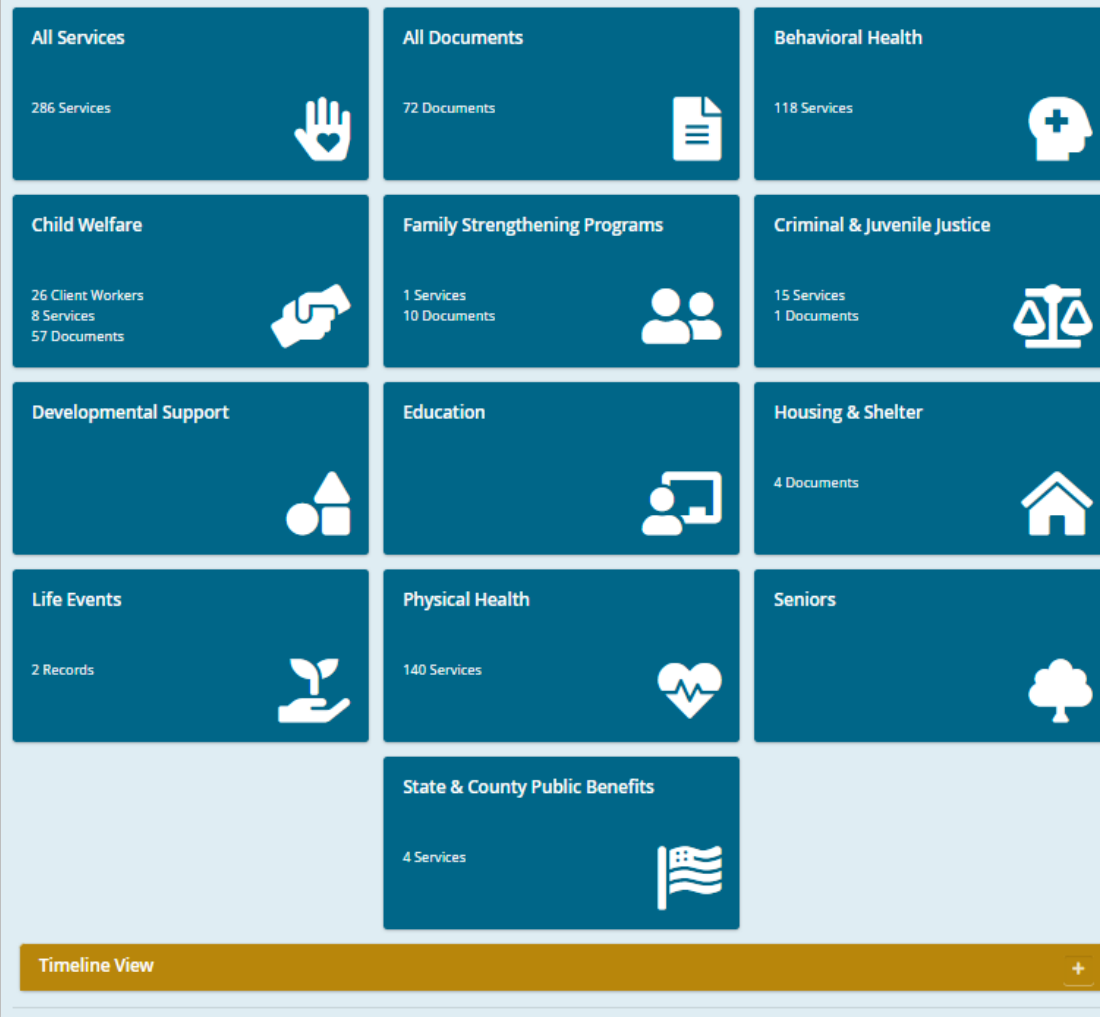 All Services
286 Services
All Documents
72 Documents
Behavioral Health
118 Services
Child Welfare
26 Client Workers
8 Services
57 Documents
Family Strengthening Programs
1 Services
10 Documents
Criminal & Juvenile Justice
15 Services
1 Documents
Developmental Support
Education
Housing & Shelter
4 Documents
Life Events
2 Records
Physical Health
140 Services
Seniors
State & County Public Benefits
4 Services
Timeline View
+